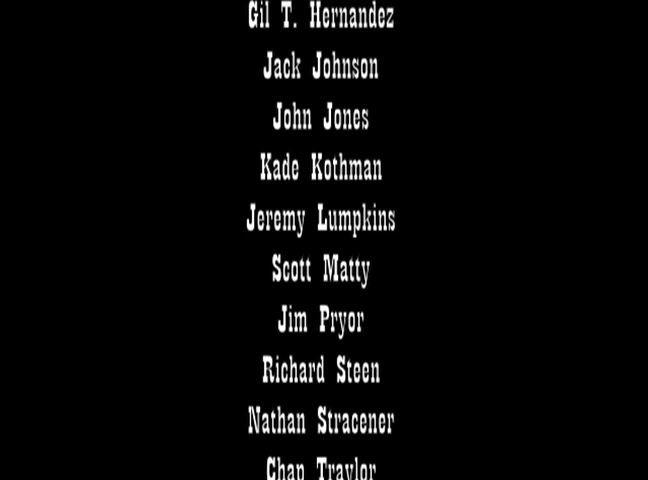 Gil T. Hernandez
Jack Johnson
John Jones
Kade Kothman
Jeremy Lumpkins
Scott Matty
Jim Pryor
Richard Steen
Nathan Stracener
Chap Traylor